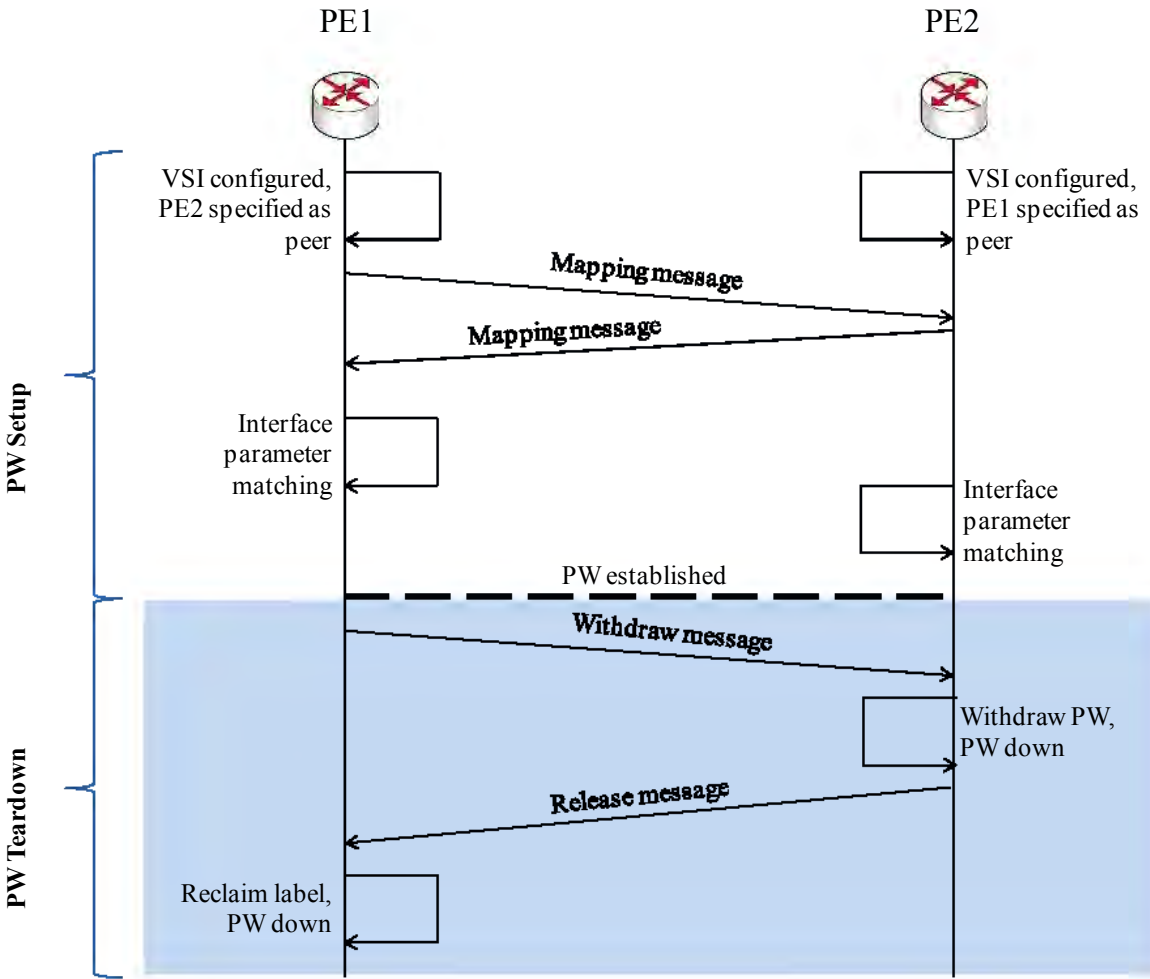 PE1
PE2
VSI configured,
PE2 specified as
peer
VSI configured,
PE1 specified as
peer
Mapping message
Mapping message
PW Setup
Interface
parameter
matching
Interface
parameter
matching
PW established
Withdraw message
Withdraw PW,
PW down
PW Teardown
Release message
Reclaim label,
PW down